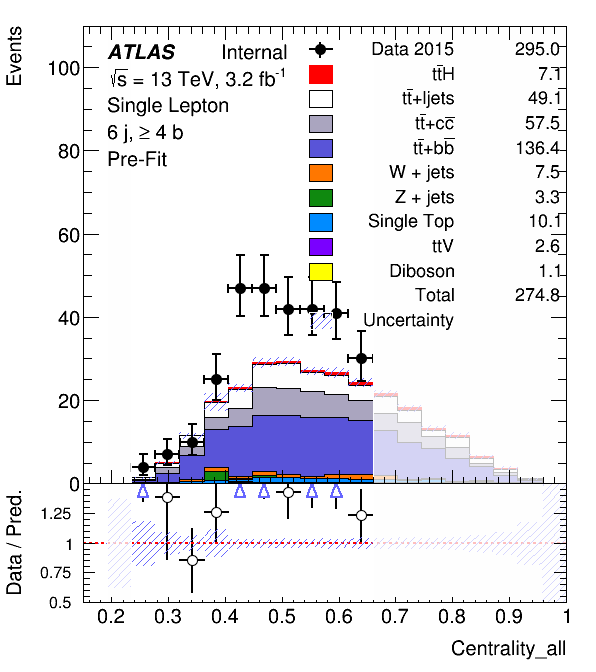 Events
ATLAS Internal
√s = 13 TeV, 3.2 fb⁻¹
Single Lepton
6 j, ≥ 4 b
Pre-Fit
Data 2015 295.0
tt̄H 7.1
tt̄+ljets 49.1
tt̄+cc̄ 57.5
tt̄+bb̄ 136.4
W + jets 7.5
Z + jets 3.3
Single Top 10.1
ttV 2.6
Diboson 1.1
Total 274.8
Uncertainty
100
80
60
40
20
0
Data / Pred.
1.25
1
0.75
0.5
0.2 0.3 0.4 0.5 0.6 0.7 0.8 0.9 1
Centrality_all